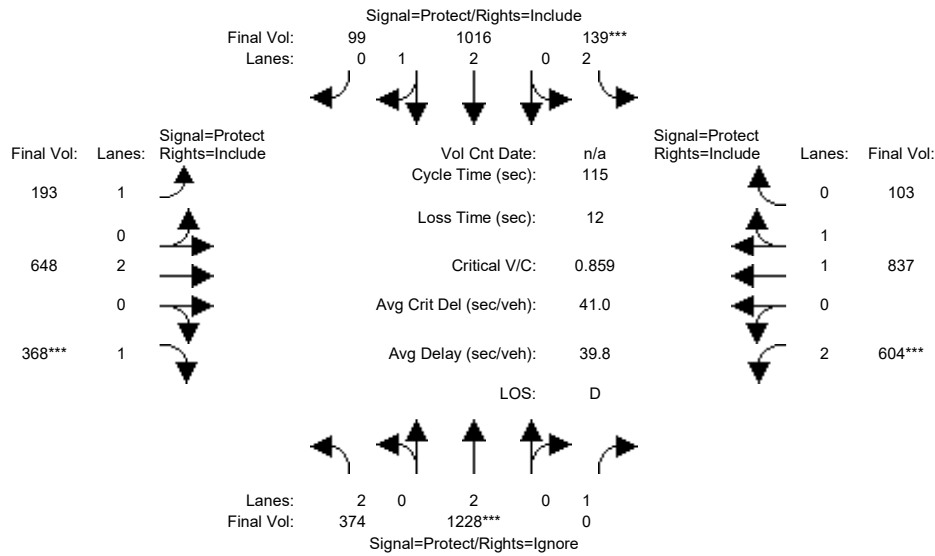 Signal=Protect/Rights=Include
Final Vol: 99 1016 139***
Lanes: 0 1 2 0 2
Signal=Protect Signal=Protect
Final Vol: Lanes: Rights=Include Vol Cnt Date: n/a Rights=Include Lanes: Final Vol:
Cycle Time (sec): 115
193 1 0 103
Loss Time (sec): 12
0 1
648 2 Critical V/C: 0.859 1 837
0 Avg Crit Del (sec/veh): 41.0 0
368*** 1 Avg Delay (sec/veh): 39.8 2 604***
LOS: D
Lanes: 2 0 2 0 1
Final Vol: 374 1228*** 0
Signal=Protect/Rights=Ignore